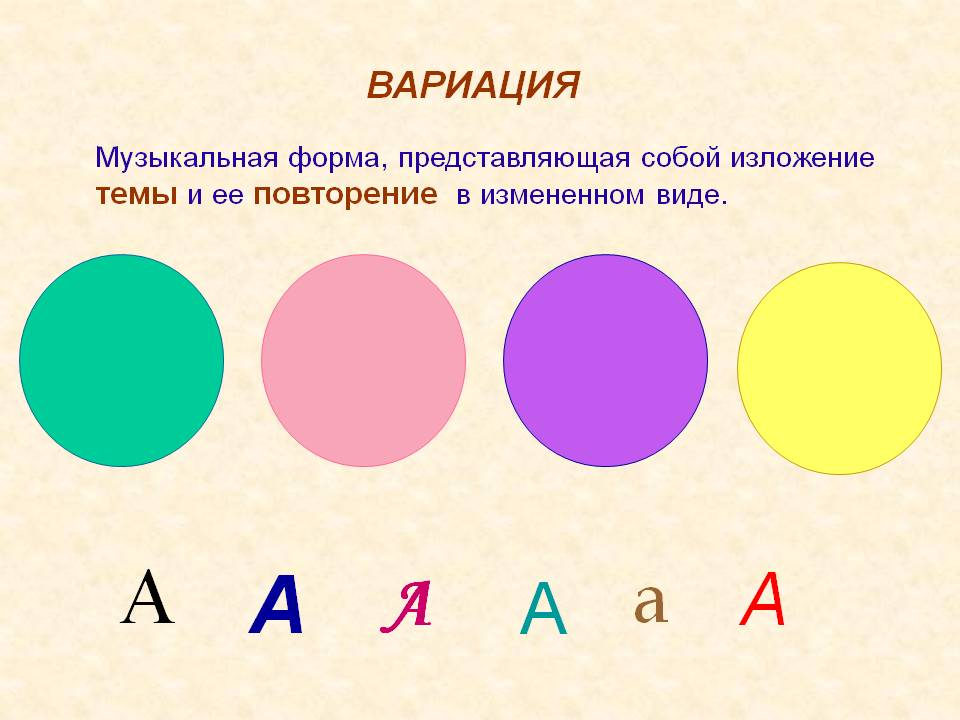 ВАРИАЦИЯ
Музыкальная форма, представляющая собой изложение
темы и ее повторение в измененном виде.
А А А А а А